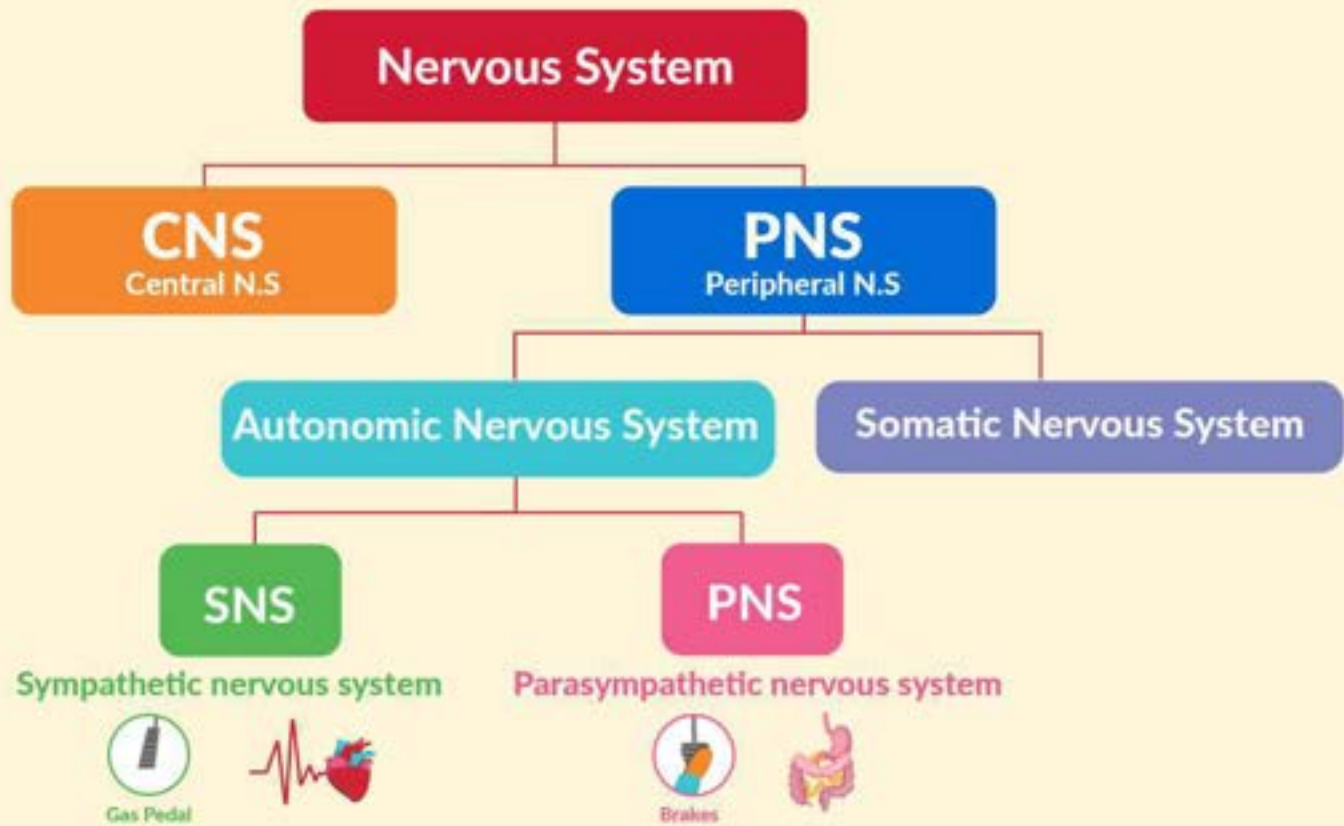 Nervous System
CNS
Central N.S
PNS
Peripheral N.S
Autonomic Nervous System
Somatic Nervous System
SNS
PNS
Sympathetic nervous system
Parasympathetic nervous system
Gas Pedal
Brakes